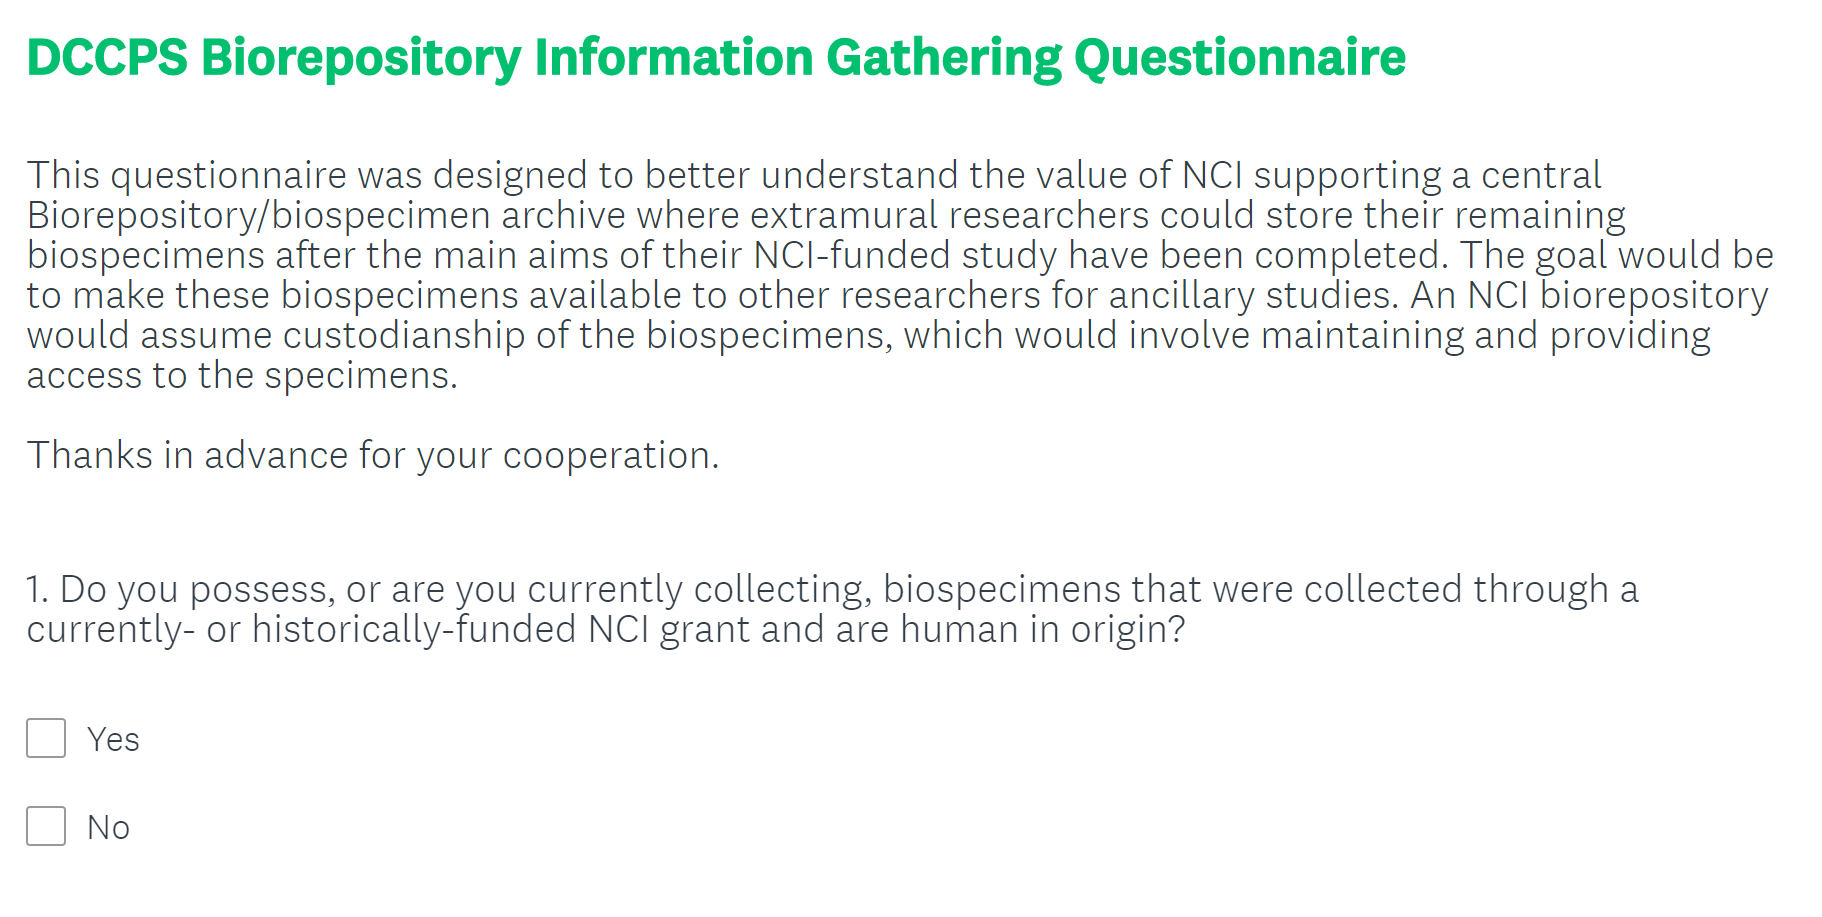 DCCPS Biorepository Information Gathering Questionnaire
This questionnaire was designed to better understand the value of NCI supporting a central
Biorepository/biospecimen archive where extramural researchers could store their remaining
biospecimens after the main aims of their NCI-funded study have been completed. The goal would be
to make these biospecimens available to other researchers for ancillary studies. An NCI biorepository
would assume custodianship of the biospecimens, which would involve maintaining and providing
access to the specimens.
Thanks in advance for your cooperation.
1. Do you possess, or are you currently collecting, biospecimens that were collected through a
currently- or historically-funded NCI grant and are human in origin?
Yes
No